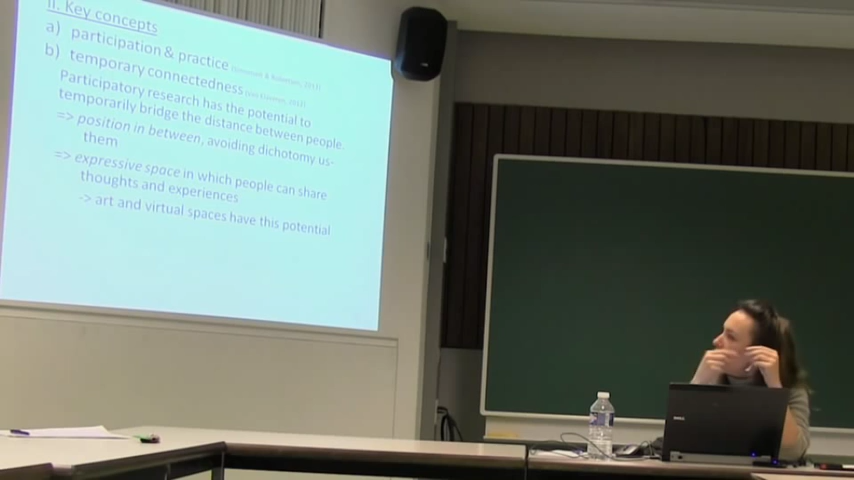 II. Key concepts
a) participation & practice
b) temporary connectedness
Participatory research has the potential to
temporarily bridge the distance between people.
=> position in between, avoiding dichotomy us-
them
=> expressive space in which people can share
thoughts and experiences
-> art and virtual spaces have this potential
DELL